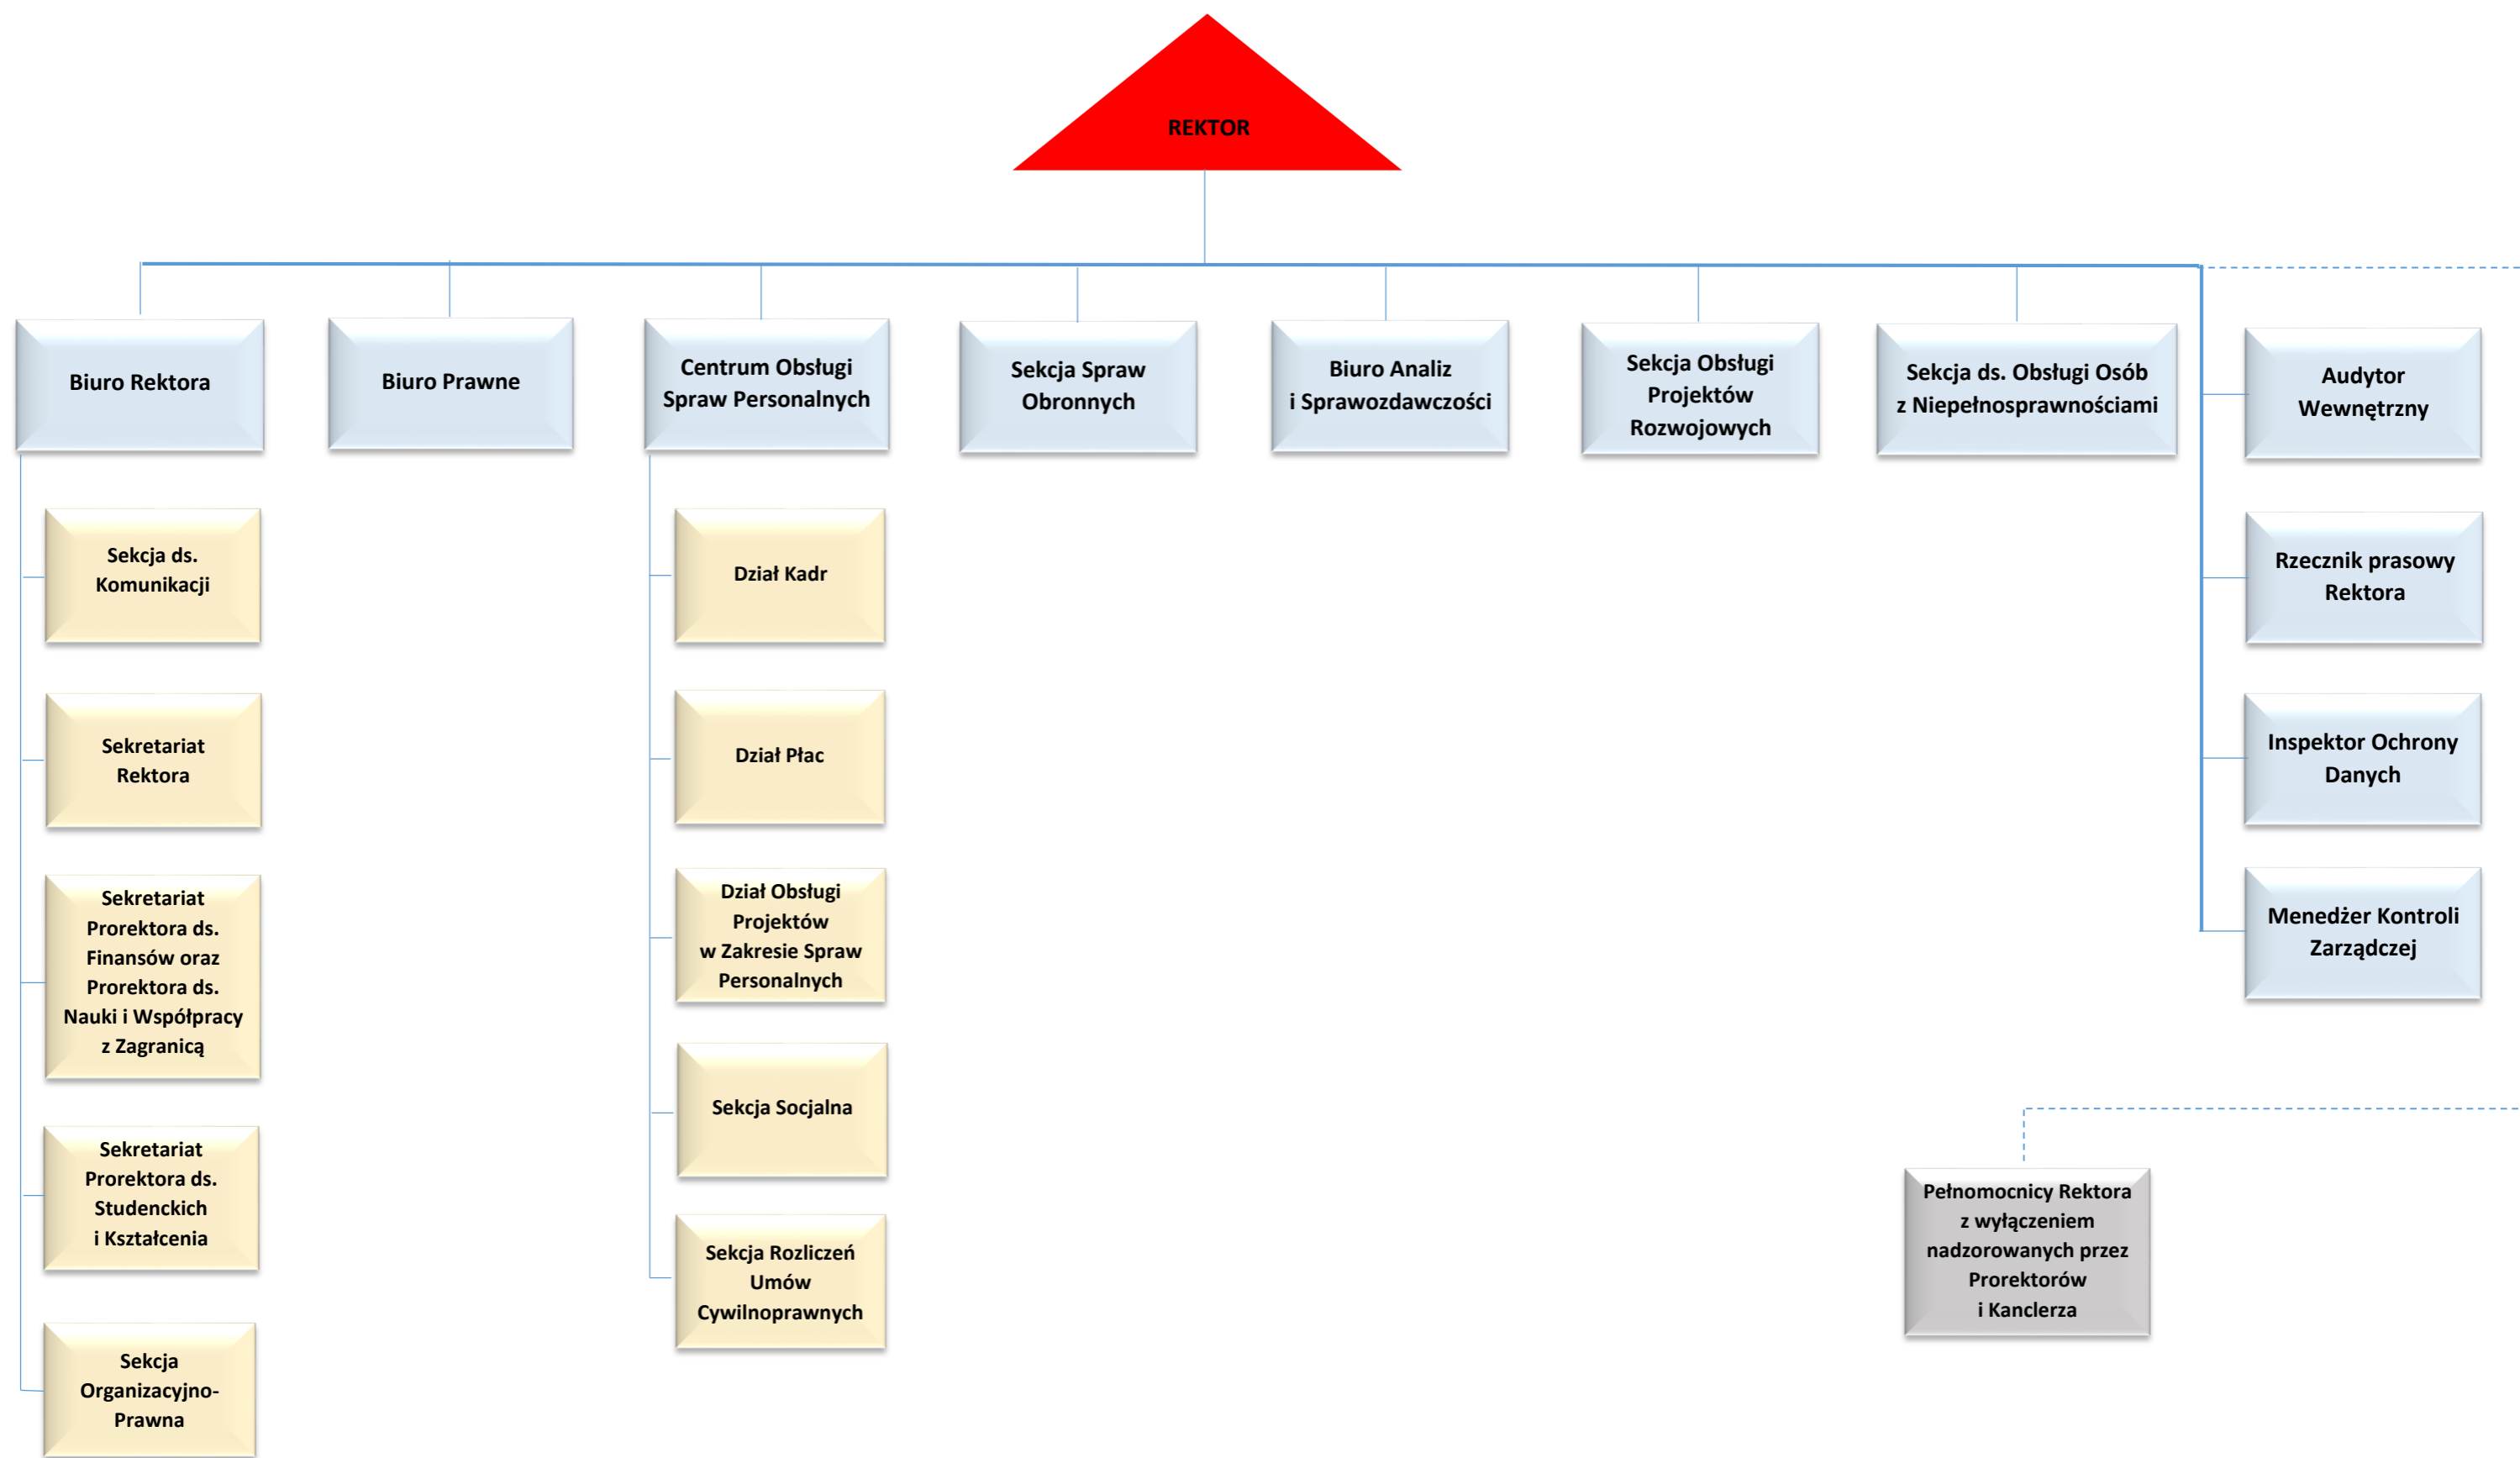 REKTOR
Biuro Rektora
Biuro Prawne
Centrum Obsługi
Spraw Personalnych
Sekcja Spraw
Obronnych
Biuro Analiz
i Sprawozdawczości
Sekcja Obsługi
Projektów
Rozwojowych
Sekcja ds. Obsługi Osób
z Niepełnosprawnościami
Audytor
Wewnętrzny
Sekcja ds.
Komunikacji
Sekretariat
Rektora
Sekretariat
Prorektora ds.
Finansów oraz
Prorektora ds.
Nauki i Współpracy
z Zagranicą
Sekretariat
Prorektora ds.
Studenckich
i Kształcenia
Sekcja
Organizacyjno-
Prawna
Dział Kadr
Dział Płac
Dział Obsługi
Projektów
w Zakresie Spraw
Personalnych
Sekcja Socjalna
Sekcja Rozliczeń
Umów
Cywilnoprawnych
Rzecznik prasowy
Rektora
Inspektor Ochrony
Danych
Menedżer Kontroli
Zarządczej
Pełnomocnicy Rektora
z wyłączeniem
nadzorowanych przez
Prorektorów
i Kanclerza